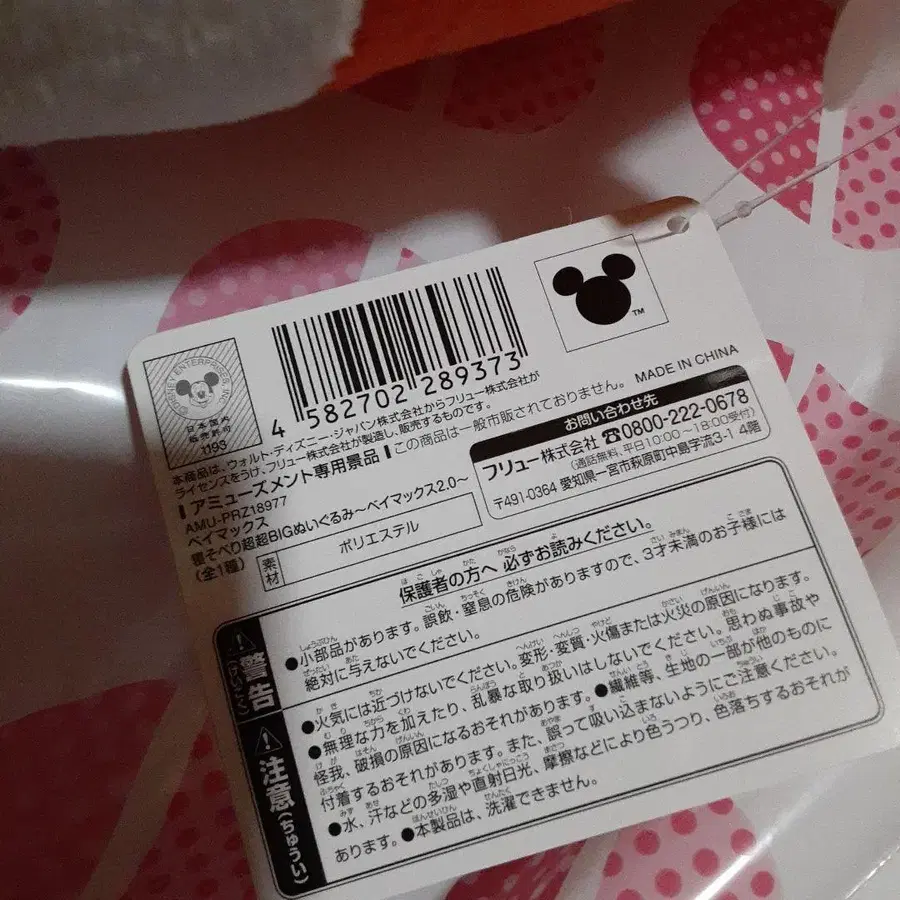 TM
DISNEY ENTERPRISES, INC.
日本国内
販売許可
1193
4 582702 289373
本商品は、ウォルト・ディズニー・ジャパン株式会社からフリュー株式会社が
ライセンスをうけ、フリュー株式会社が製造し、販売するものです。
アミューズメント専用景品 この商品は一般市販されておりません。 MADE IN CHINA
AMU-PRZ18977
ベイマックス
寝そべり超超BIGぬいぐるみ~ベイマックス2.0~
(全1種)
素材 ポリエステル
お問い合わせ先
フリュー株式会社 ☎0800-222-0678
(通話無料、平日10:00~18:00受付)
〒491-0364 愛知県一宮市萩原町中島字流3-1 4階
保護者の方へ 必ずお読みください。
警告(けいこく)
●小部品があります。誤飲・窒息の危険がありますので、3才未満のお子様には
絶対に与えないでください。
注意(ちゅうい)
●火気には近づけないでください。変形・変質・火傷または火災の原因になります。
●無理な力を加えたり、乱暴な取り扱いはしないでください。思わぬ事故や
怪我、破損の原因になるおそれがあります。●繊維等、生地の一部が他のものに
付着するおそれがあります。また、誤って吸い込まないようにご注意ください。
●水、汗などの多湿や直射日光、摩擦などにより色うつり、色落ちするおそれが
あります。●本製品は、洗濯できません。